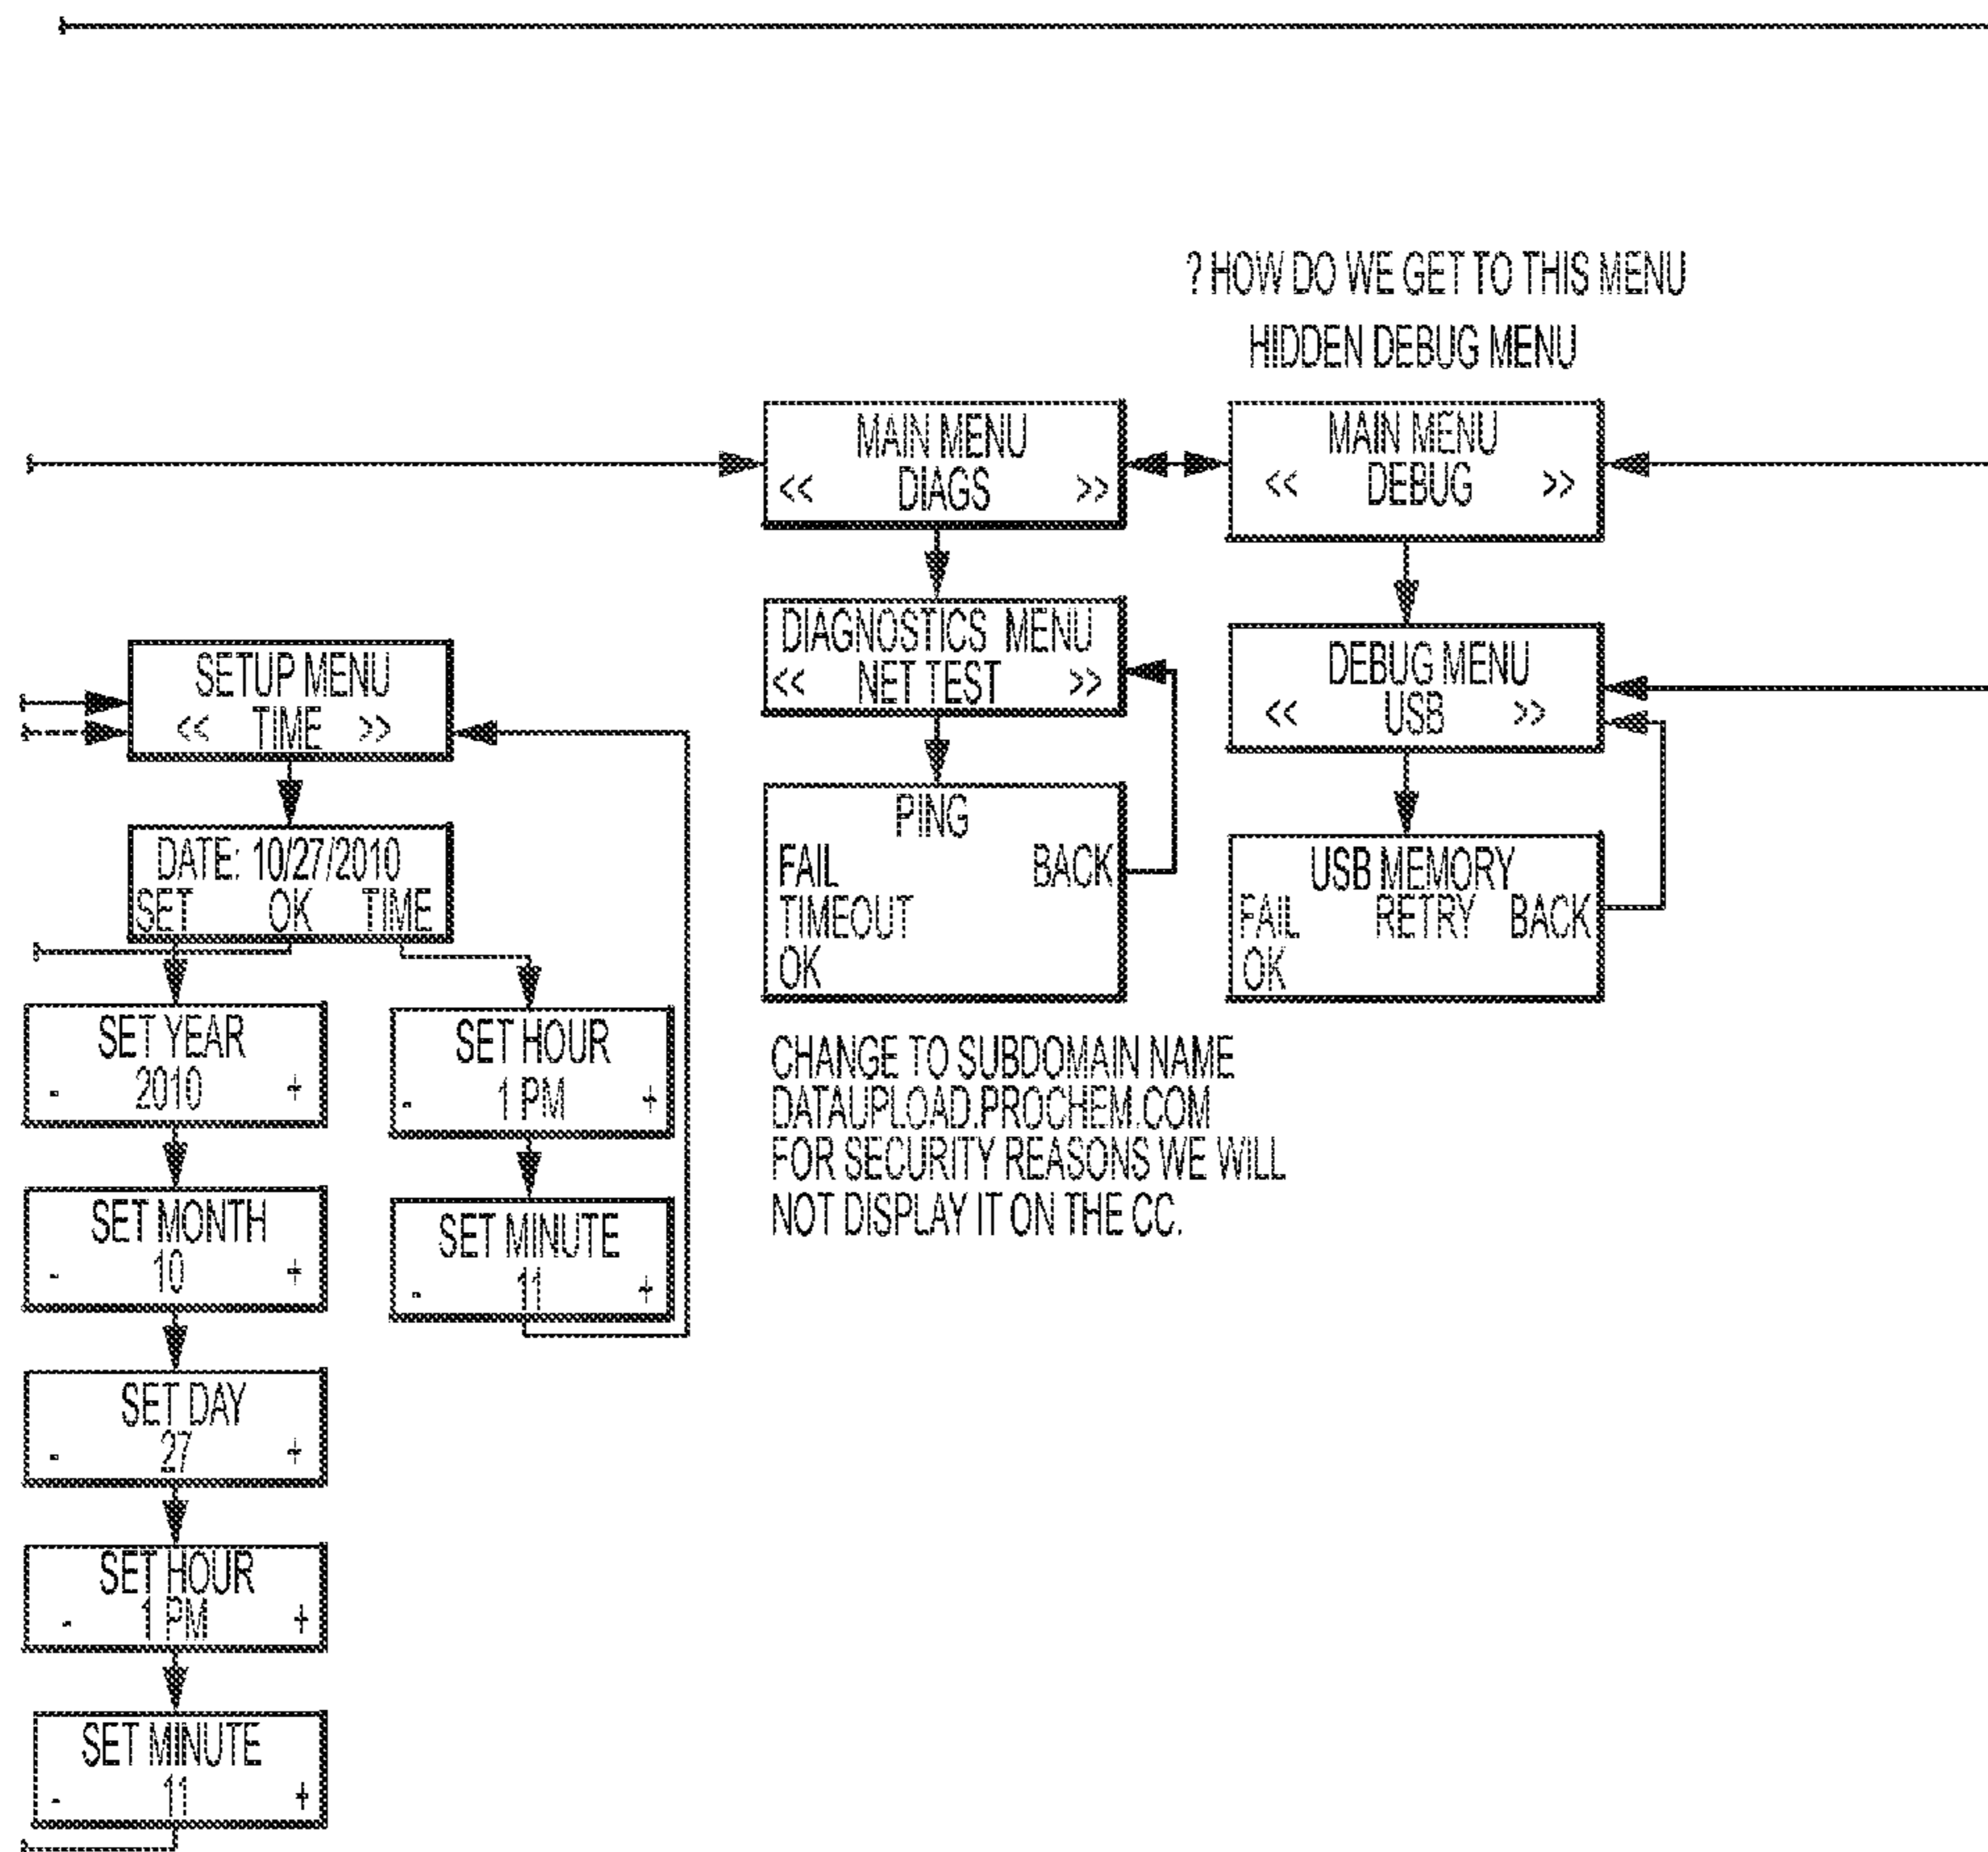 ? HOW DO WE GET TO THIS MENU
HIDDEN DEBUG MENU
MAIN MENU
<< DIAGS >>
MAIN MENU
<< DEBUG >>
DIAGNOSTICS MENU
<< NET TEST >>
DEBUG MENU
<< USB >>
SETUP MENU
<< TIME >>
PING
FAIL BACK
TIMEOUT
OK
USB MEMORY
FAIL RETRY BACK
OK
DATE: 10/27/2010
SET OK TIME
SET YEAR
- 2010 +
SET HOUR
- 1 PM +
CHANGE TO SUBDOMAIN NAME
DATAUPLOAD.PROCHEM.COM
FOR SECURITY REASONS WE WILL
NOT DISPLAY IT ON THE CC.
SET MONTH
- 10 +
SET MINUTE
- 11 +
SET DAY
- 27 +
SET HOUR
- 1 PM +
SET MINUTE
- 11 +